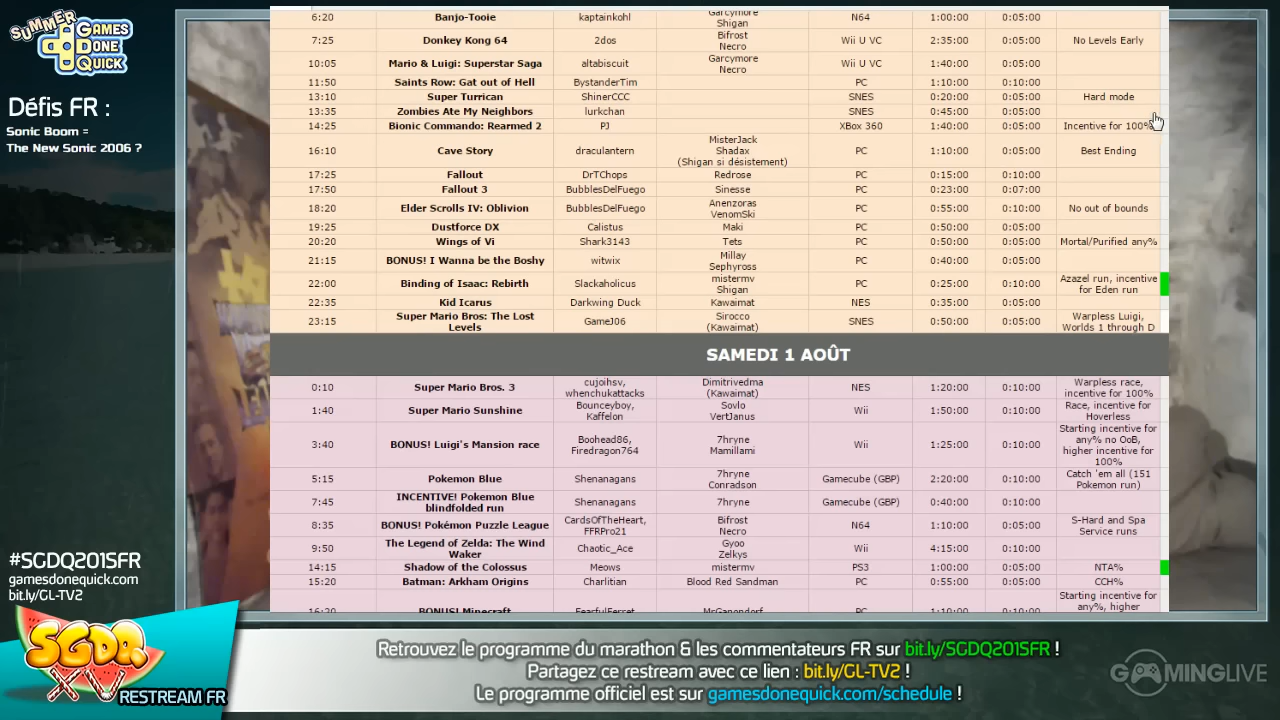 SUMMER
GAMES
DONE
QUICK
Défis FR :
Sonic Boom =
The New Sonic 2006 ?
6:20 Banjo-Tooie kaptainkohl Garcymore Shigan N64 1:00:00 0:05:00
7:25 Donkey Kong 64 2dos Bifrost Necro Wii U VC 2:35:00 0:05:00 No Levels Early
10:05 Mario & Luigi: Superstar Saga altabiscuit Garcymore Necro Wii U VC 1:40:00 0:05:00
11:50 Saints Row: Gat out of Hell BystanderTim PC 1:10:00 0:10:00
13:10 Super Turrican ShinerCCC SNES 0:20:00 0:05:00 Hard mode
13:35 Zombies Ate My Neighbors lurkchan SNES 0:45:00 0:05:00
14:25 Bionic Commando: Rearmed 2 PJ XBox 360 1:40:00 0:05:00 Incentive for 100%
16:10 Cave Story draculantern MisterJack Shadax (Shigan si désistement) PC 1:10:00 0:05:00 Best Ending
17:25 Fallout DrTChops Redrose PC 0:15:00 0:10:00
17:50 Fallout 3 BubblesDelFuego Sinesse PC 0:23:00 0:07:00
18:20 Elder Scrolls IV: Oblivion BubblesDelFuego Anenzoras VenomSki PC 0:55:00 0:10:00 No out of bounds
19:25 Dustforce DX Calistus Maki PC 0:50:00 0:05:00
20:20 Wings of Vi Shark3143 Tets PC 0:50:00 0:05:00 Mortal/Purified any%
21:15 BONUS! I Wanna be the Boshy witwix Millay Sephyross PC 0:40:00 0:05:00
22:00 Binding of Isaac: Rebirth Slackaholicus mistermv Shigan PC 0:25:00 0:10:00 Azazel run, incentive for Eden run
22:35 Kid Icarus Darkwing Duck Kawaimat NES 0:35:00 0:05:00
23:15 Super Mario Bros: The Lost Levels GameJ06 Sirocco (Kawaimat) SNES 0:50:00 0:05:00 Warpless Luigi, Worlds 1 through D
SAMEDI 1 AOÛT
0:10 Super Mario Bros. 3 cujoihsv, whenchukattacks Dimitrivedma (Kawaimat) NES 1:20:00 0:10:00 Warpless race, incentive for 100%
1:40 Super Mario Sunshine Bounceyboy, Kaffelon Sovlo VertJanus Wii 1:50:00 0:10:00 Race, incentive for Hoverless
3:40 BONUS! Luigi's Mansion race Boohead86, Firedragon764 7hryne Mamillami Wii 1:25:00 0:10:00 Starting incentive for any% no OoB, higher incentive for 100%
5:15 Pokemon Blue Shenanagans 7hryne Conradson Gamecube (GBP) 2:20:00 0:10:00 Catch 'em all (151 Pokemon run)
7:45 INCENTIVE! Pokemon Blue blindfolded run Shenanagans 7hryne Gamecube (GBP) 0:40:00 0:10:00
8:35 BONUS! Pokémon Puzzle League CardsOfTheHeart, FFRPro21 Bifrost Necro N64 1:10:00 0:05:00 S-Hard and Spa Service runs
9:50 The Legend of Zelda: The Wind Waker Chaotic_Ace Gyoo Zelkys Wii 4:15:00 0:10:00
14:15 Shadow of the Colossus Meows mistermv PS3 1:00:00 0:05:00 NTA%
15:20 Batman: Arkham Origins Charlitian Blood Red Sandman PC 0:55:00 0:05:00 CCH%
16:20 BONUS! Minecraft FearfulFerret McGanondorf PC 1:10:00 0:10:00 Starting incentive for any%, higher
#SGDQ2015FR
gamesdonequick.com
bit.ly/GL-TV2
SGDQ
RESTREAM FR
Retrouvez le programme du marathon & les commentateurs FR sur bit.ly/SGDQ2015FR !
Partagez ce restream avec ce lien : bit.ly/GL-TV2 !
Le programme officiel est sur gamesdonequick.com/schedule !
GAMINGLIVE